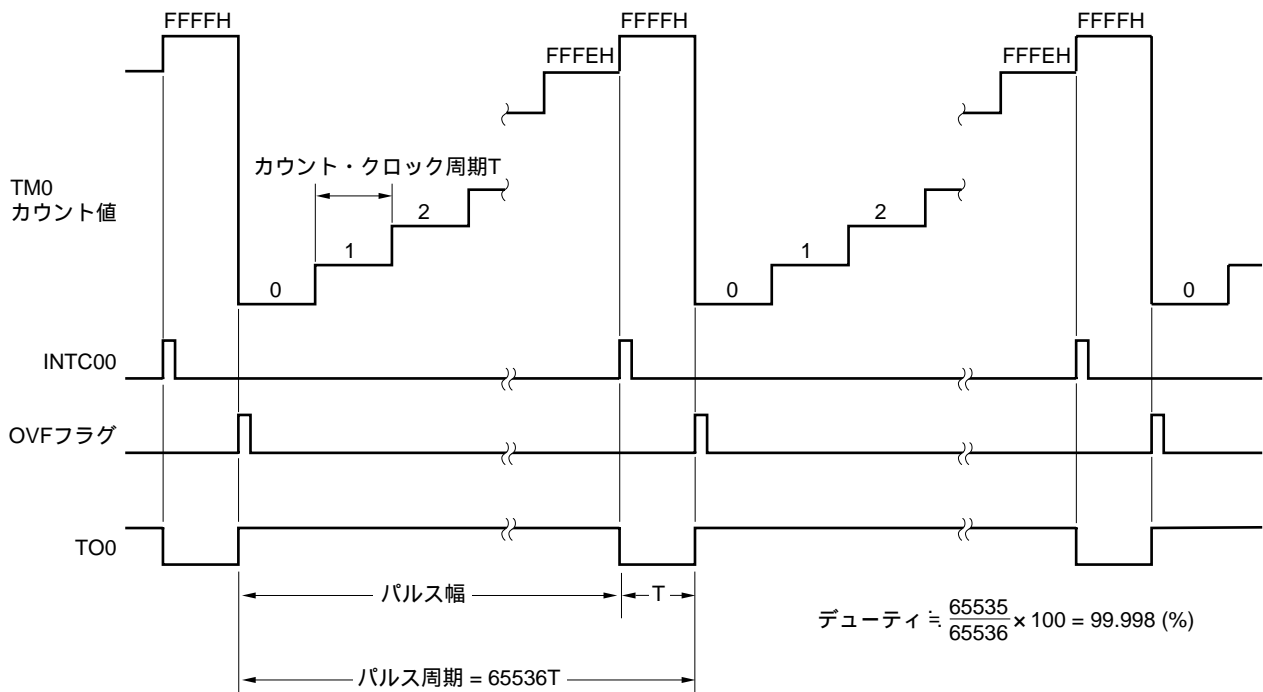 FFFFH
FFFFH
FFFFH
FFFEH
FFFEH
カウント・クロック周期T
TM0
カウント値
0
1
2
0
1
2
0
INTC00
OVFフラグ
TO0
パルス幅
T
デューティ ≒ 65535/65536 × 100 = 99.998 (%)
パルス周期 = 65536T